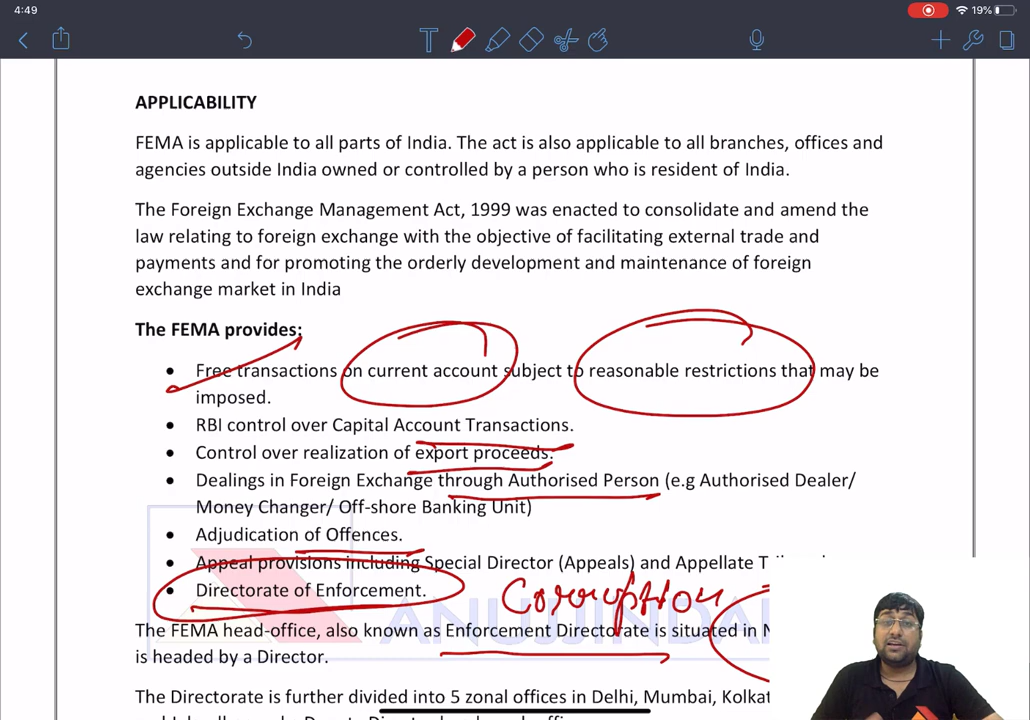 4:49
19%
T
APPLICABILITY
FEMA is applicable to all parts of India. The act is also applicable to all branches, offices and
agencies outside India owned or controlled by a person who is resident of India.
The Foreign Exchange Management Act, 1999 was enacted to consolidate and amend the
law relating to foreign exchange with the objective of facilitating external trade and
payments and for promoting the orderly development and maintenance of foreign
exchange market in India
The FEMA provides:
• Free transactions on current account subject to reasonable restrictions that may be
imposed.
• RBI control over Capital Account Transactions.
• Control over realization of export proceeds.
• Dealings in Foreign Exchange through Authorised Person (e.g Authorised Dealer/
Money Changer/ Off-shore Banking Unit)
• Adjudication of Offences.
• Appeal provisions including Special Director (Appeals) and Appellate
• Directorate of Enforcement.
Corruption
ANUJJINDAL
The FEMA head-office, also known as Enforcement Directorate is situated in
is headed by a Director.
The Directorate is further divided into 5 zonal offices in Delhi, Mumbai,